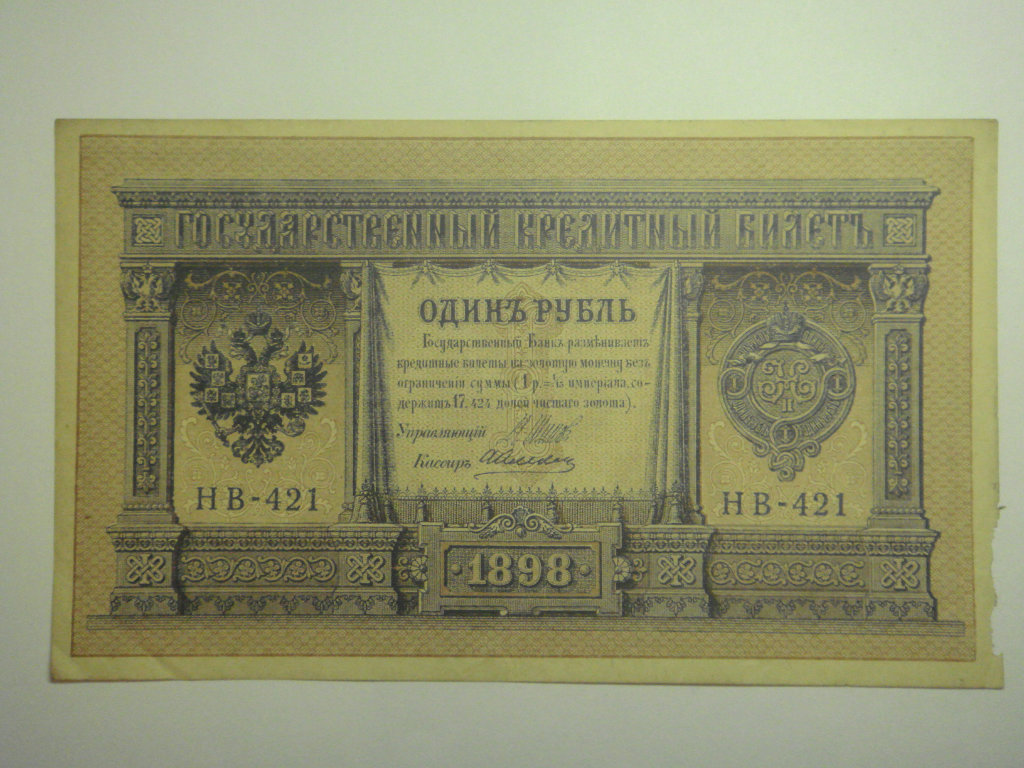 ГОСУДАРСТВЕННЫЙ КРЕДИТНЫЙ БИЛЕТЪ
ОДИНЪ РУБЛЬ
Государственный Банкъ размѣниваетъ
кредитные билеты на золотую монету безъ
ограниченія суммы (1 р. = 1/15 имперіала, со-
держитъ 17,424 долей чистаго золота).
Управляющій
Кассиръ
НВ-421
НВ-421
1898